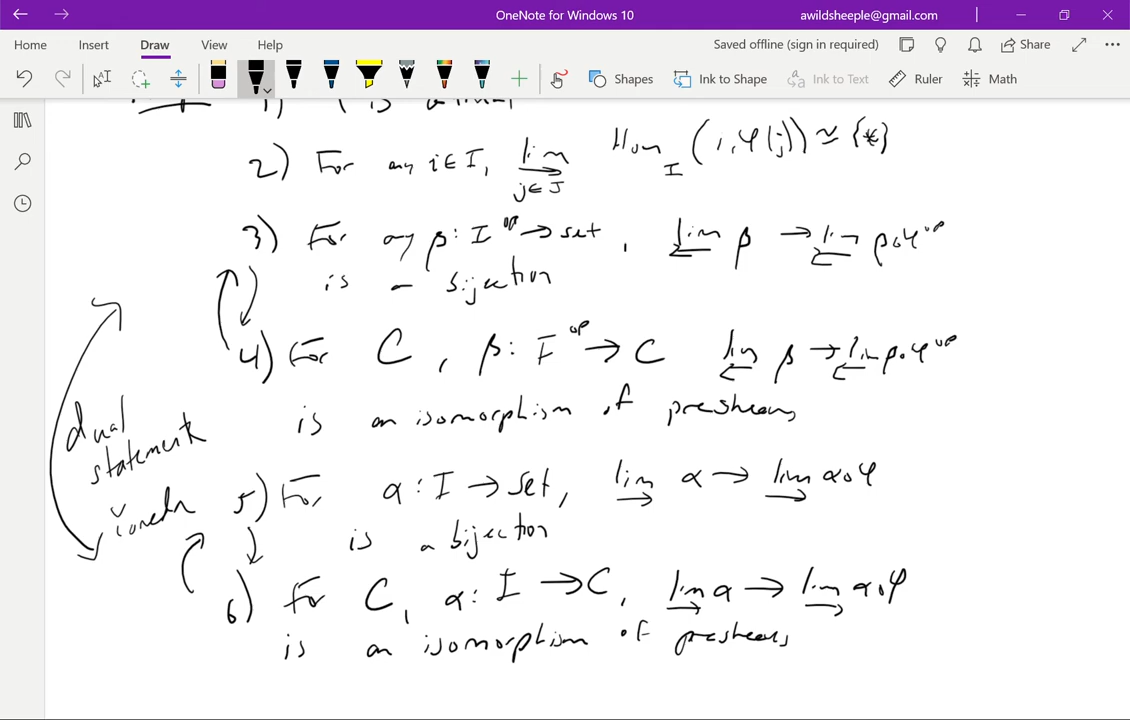 OneNote for Windows 10
awildsheeple@gmail.com
Home Insert Draw View Help
Saved offline (sign in required)
Share
Shapes
Ink to Shape
Ink to Text
Ruler
Math
1) φ is
2) For any i∈I, lim→ j∈J Hom_I (i, φ(j)) ≃ {*}
3) For any β : I^op → set, lim← β → lim← β∘φ^op
is a bijection
4) For C, β : I^op → C lim← β → lim← β∘φ^op
is an isomorphism of presheaves
dual
statement
Yoneda
5) For α : I → set, lim→ α → lim→ α∘φ
is a bijection
6) For C, α : I → C, lim→ α → lim→ α∘φ
is an isomorphism of presheaves